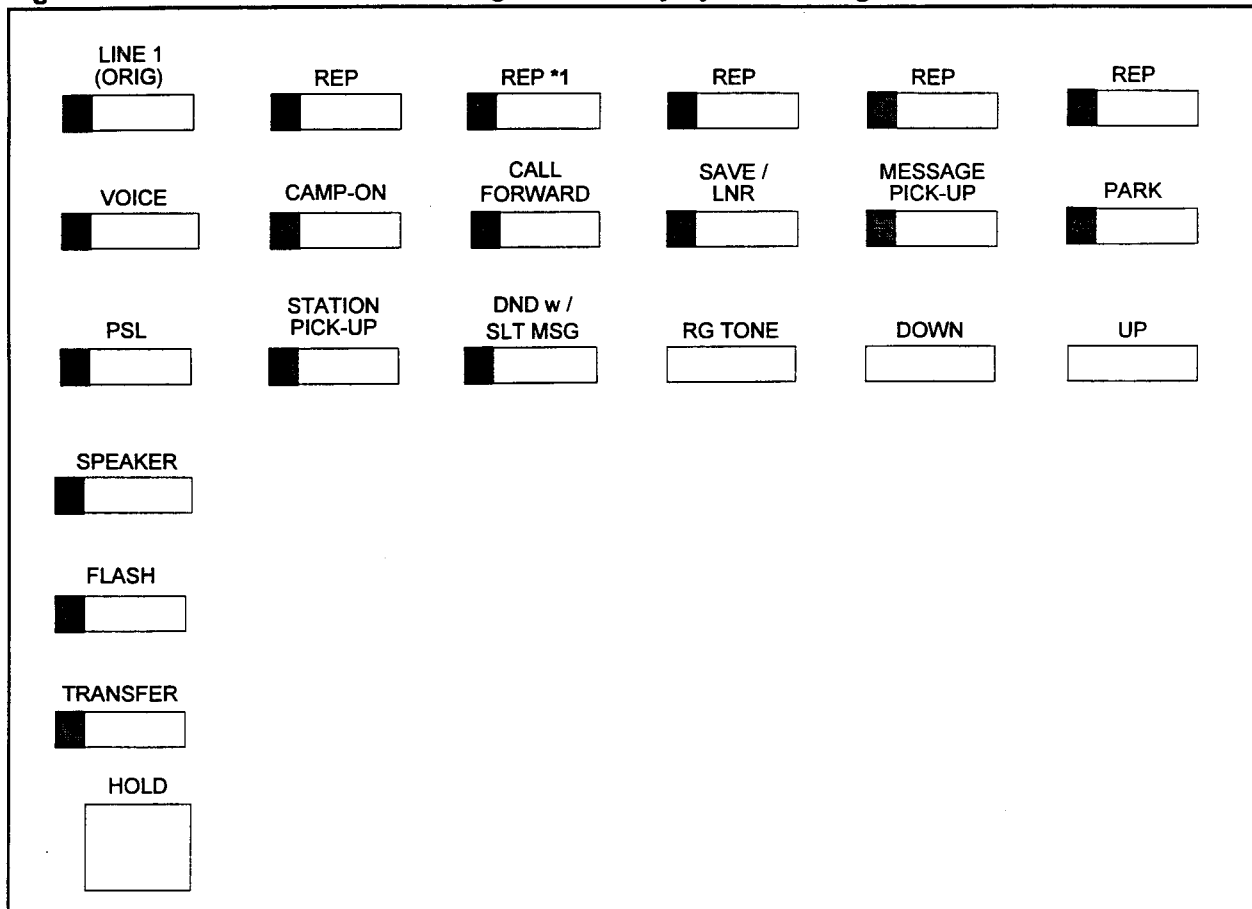 LINE 1
(ORIG)
REP
REP *1
REP
REP
REP
VOICE
CAMP-ON
CALL
FORWARD
SAVE /
LNR
MESSAGE
PICK-UP
PARK
PSL
STATION
PICK-UP
DND w /
SLT MSG
RG TONE
DOWN
UP
SPEAKER
FLASH
TRANSFER
HOLD